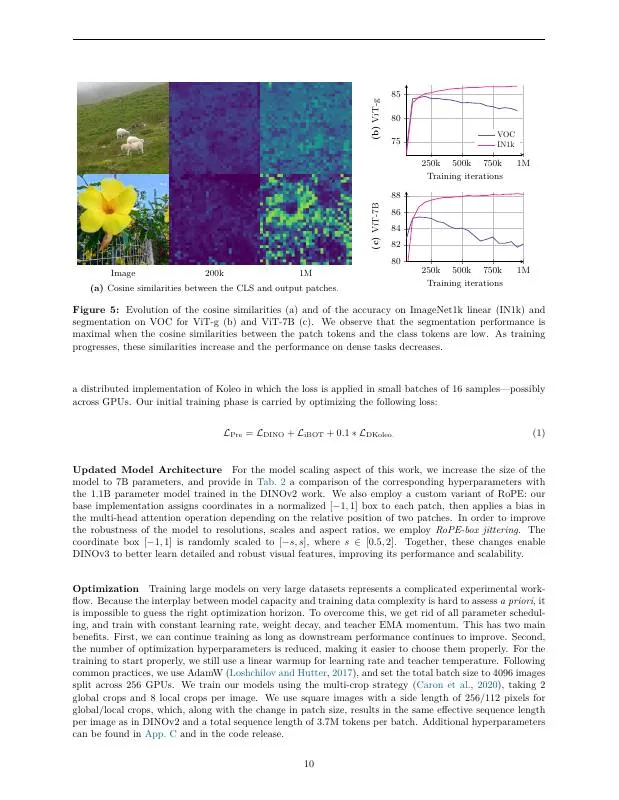 85
80
75
(b) ViT-g
VOC
IN1k
250k 500k 750k 1M
Training iterations
88
86
84
82
80
(c) ViT-7B
250k 500k 750k 1M
Training iterations
Image 200k 1M
(a) Cosine similarities between the CLS and output patches.
Figure 5: Evolution of the cosine similarities (a) and of the accuracy on ImageNet1k linear (IN1k) and
segmentation on VOC for ViT-g (b) and ViT-7B (c). We observe that the segmentation performance is
maximal when the cosine similarities between the patch tokens and the class tokens are low. As training
progresses, these similarities increase and the performance on dense tasks decreases.
a distributed implementation of Koleo in which the loss is applied in small batches of 16 samples—possibly
across GPUs. Our initial training phase is carried by optimizing the following loss:
ℒPre = ℒDINO + ℒiBOT + 0.1 ∗ ℒDKoleo. (1)
Updated Model Architecture For the model scaling aspect of this work, we increase the size of the
model to 7B parameters, and provide in Tab. 2 a comparison of the corresponding hyperparameters with
the 1.1B parameter model trained in the DINOv2 work. We also employ a custom variant of RoPE: our
base implementation assigns coordinates in a normalized [−1, 1] box to each patch, then applies a bias in
the multi-head attention operation depending on the relative position of two patches. In order to improve
the robustness of the model to resolutions, scales and aspect ratios, we employ RoPE-box jittering. The
coordinate box [−1, 1] is randomly scaled to [−s, s], where s ∈ [0.5, 2]. Together, these changes enable
DINOv3 to better learn detailed and robust visual features, improving its performance and scalability.
Optimization Training large models on very large datasets represents a complicated experimental work-
flow. Because the interplay between model capacity and training data complexity is hard to assess a priori, it
is impossible to guess the right optimization horizon. To overcome this, we get rid of all parameter schedul-
ing, and train with constant learning rate, weight decay, and teacher EMA momentum. This has two main
benefits. First, we can continue training as long as downstream performance continues to improve. Second,
the number of optimization hyperparameters is reduced, making it easier to choose them properly. For the
training to start properly, we still use a linear warmup for learning rate and teacher temperature. Following
common practices, we use AdamW (Loshchilov and Hutter, 2017), and set the total batch size to 4096 images
split across 256 GPUs. We train our models using the multi-crop strategy (Caron et al., 2020), taking 2
global crops and 8 local crops per image. We use square images with a side length of 256/112 pixels for
global/local crops, which, along with the change in patch size, results in the same effective sequence length
per image as in DINOv2 and a total sequence length of 3.7M tokens per batch. Additional hyperparameters
can be found in App. C and in the code release.
10